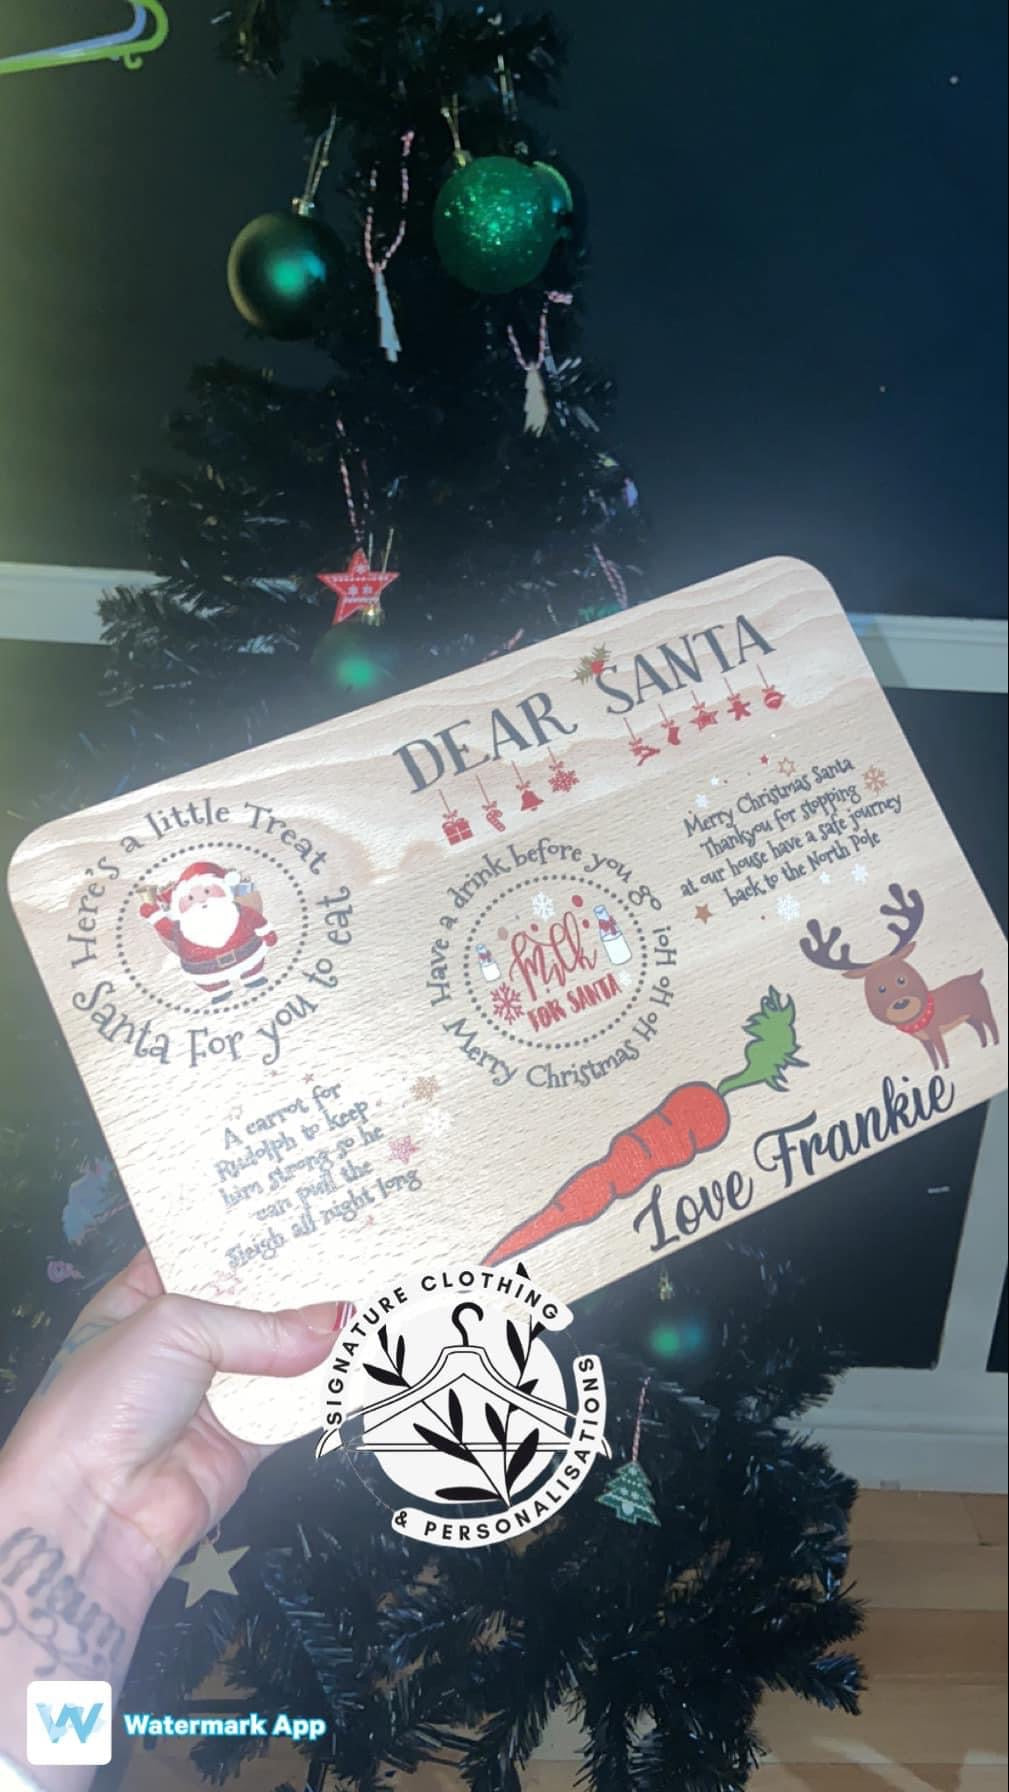 DEAR SANTA
Here's a little Treat
Santa For you to eat
Have a drink before you go
Merry Christmas Ho Ho Ho!
Milk
FOR SANTA
Merry Christmas Santa
Thankyou for stopping
at our house have a safe journey
back to the North Pole
A carrot for
Rudolph to keep
him strong so he
can pull the
Sleigh all night long
Love Frankie
SIGNATURE CLOTHING
& PERSONALISATIONS
Mam
W
Watermark App